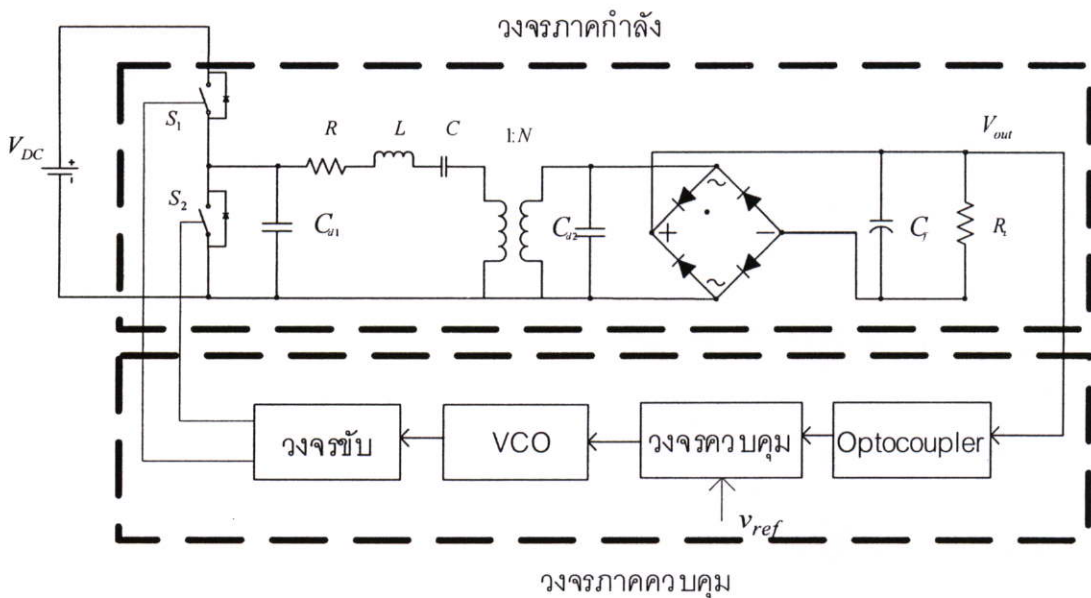 วงจรภาคกำลัง
V_DC
+
-
S_1
S_2
R
L
C
1:N
C_d1
C_d2
~
+
-
~
C_f
R_L
V_out
วงจรขับ
VCO
วงจรควบคุม
Optocoupler
v_ref
วงจรภาคควบคุม